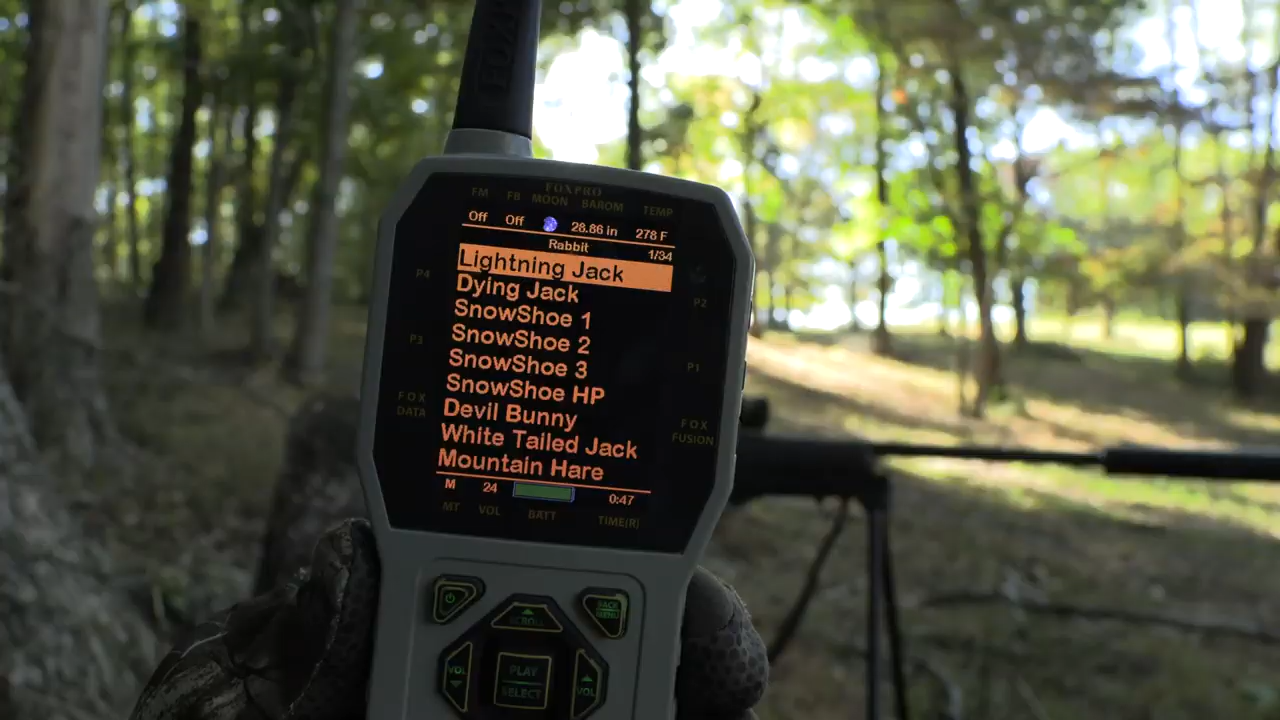 FOXPRO
FM FB MOON BAROM TEMP
Off Off 28.86 in 278 F
Rabbit
1/34
Lightning Jack
Dying Jack
SnowShoe 1
SnowShoe 2
SnowShoe 3
SnowShoe HP
Devil Bunny
White Tailed Jack
Mountain Hare
M 24 0:47
MT VOL BATT TIME(R)
P4
P3
FOX
DATA
P2
P1
FOX
FUSION
BACK
MENU
SCROLL
VOL
PLAY
SELECT
VOL